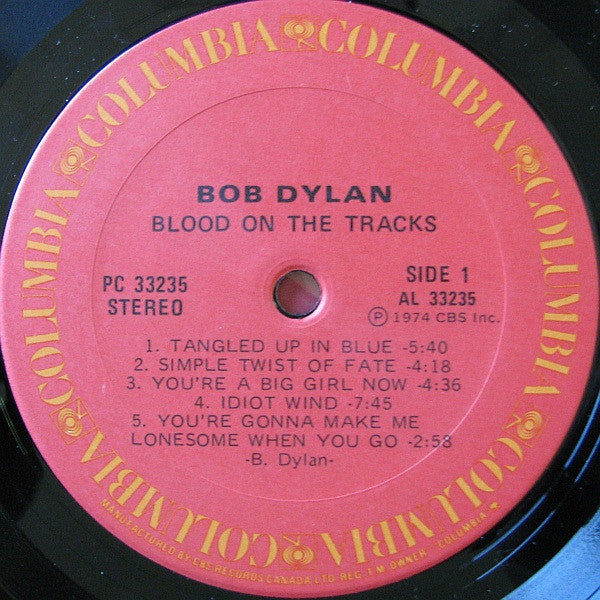 COLUMBIA COLUMBIA COLUMBIA COLUMBIA COLUMBIA COLUMBIA
BOB DYLAN
BLOOD ON THE TRACKS
PC 33235
STEREO
SIDE 1
AL 33235
Ⓟ 1974 CBS Inc.
1. TANGLED UP IN BLUE -5:40
2. SIMPLE TWIST OF FATE -4:18
3. YOU'RE A BIG GIRL NOW -4:36
4. IDIOT WIND -7:45
5. YOU'RE GONNA MAKE ME
LONESOME WHEN YOU GO -2:58
-B. Dylan-
MANUFACTURED BY CBS RECORDS CANADA LTD. REG. T.M. OWNER COLUMBIA